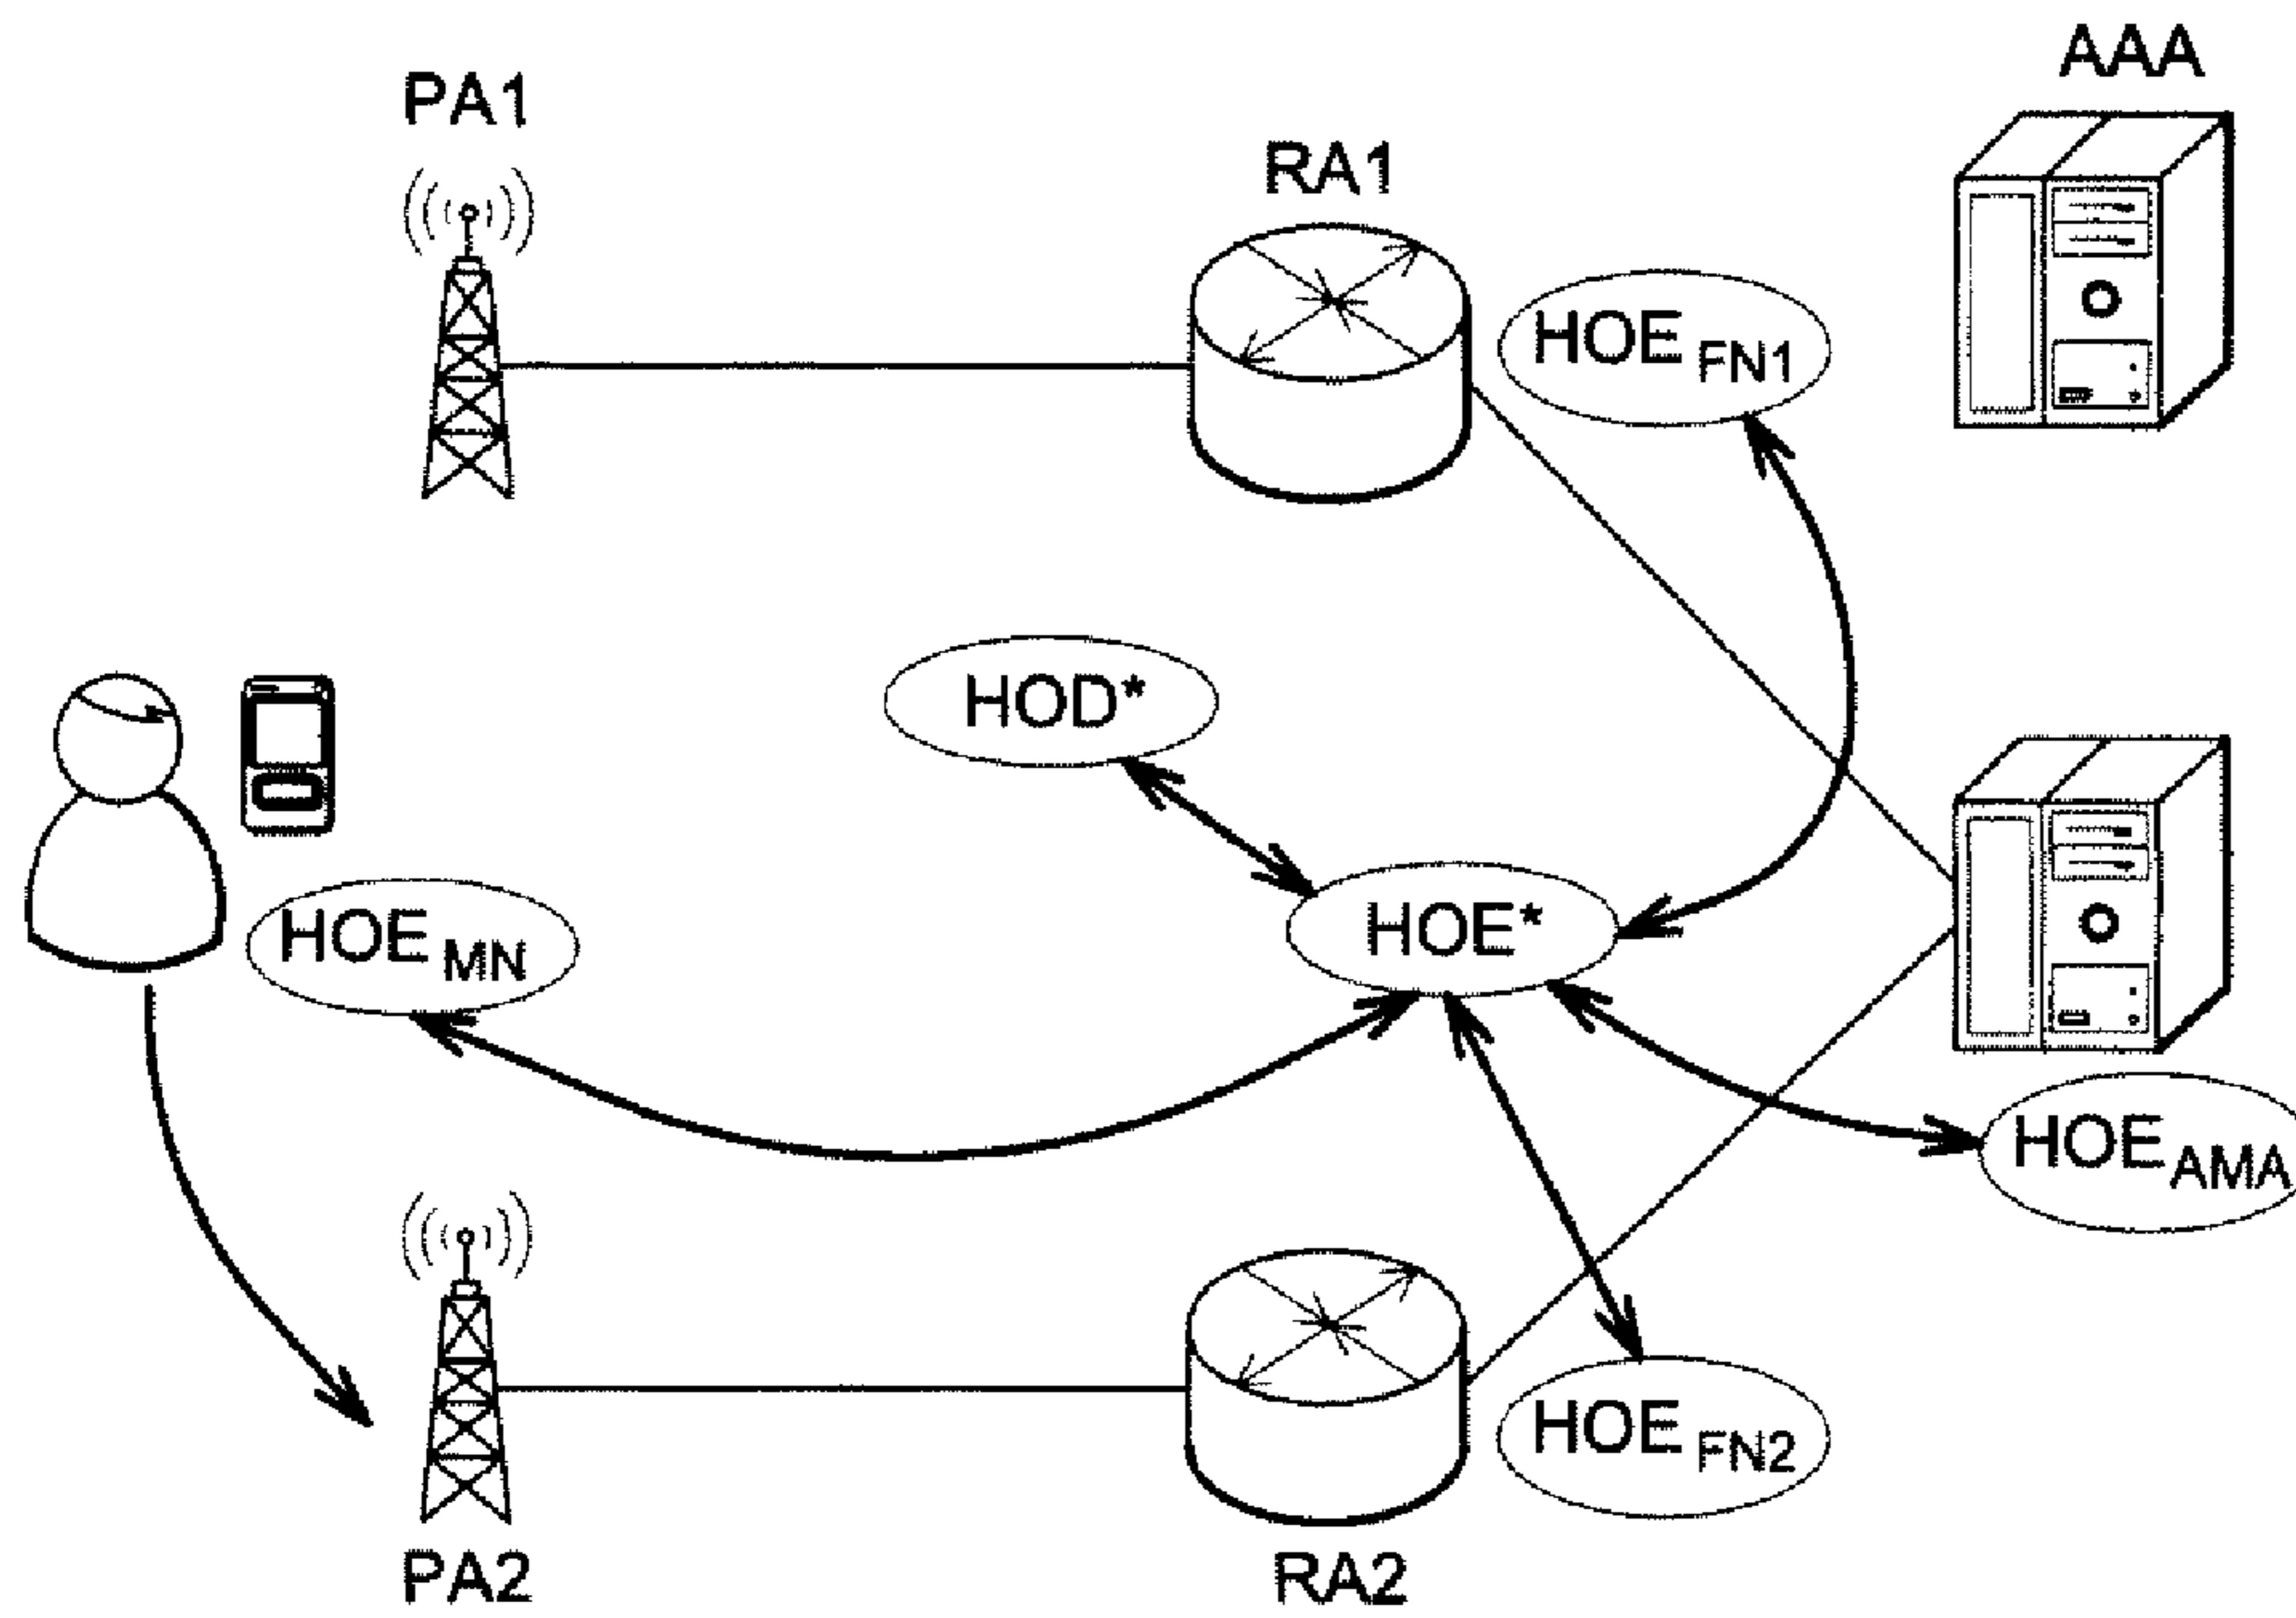 AAA
PA1
RA1
HOE FN1
HOD*
HOE*
HOE MN
HOE AMA
HOE FN2
PA2
RA2